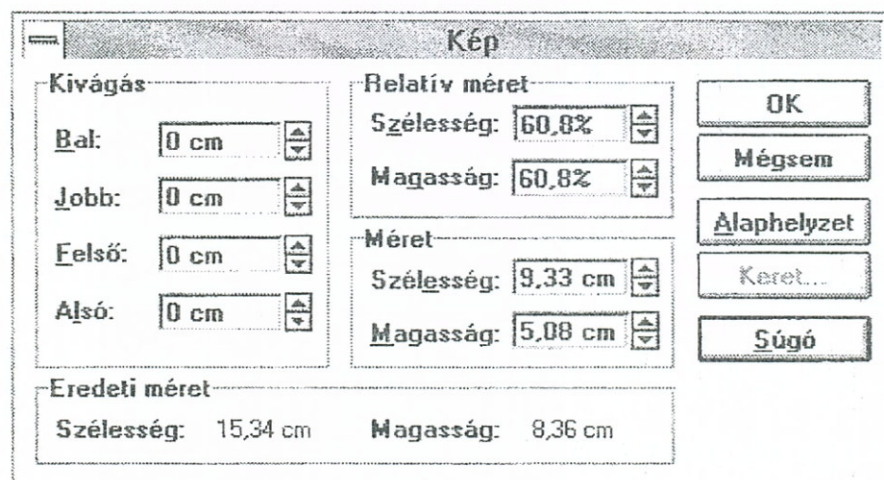 Kép
Kivágás
Bal: 0 cm
Jobb: 0 cm
Felső: 0 cm
Alsó: 0 cm
Relatív méret
Szélesség: 60,8%
Magasság: 60,8%
Méret
Szélesség: 9,33 cm
Magasság: 5,08 cm
OK
Mégsem
Alaphelyzet
Keret...
Súgó
Eredeti méret
Szélesség: 15,34 cm Magasság: 8,36 cm